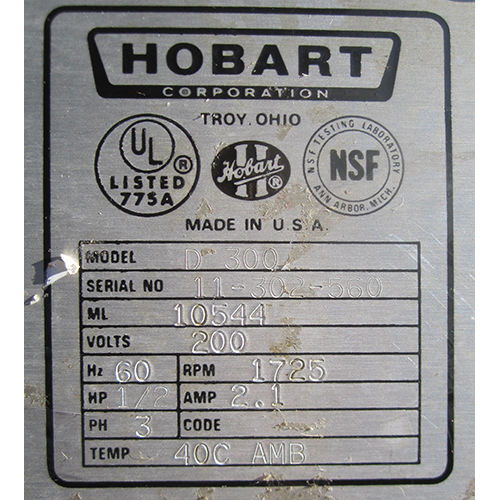 HOBART
CORPORATION
TROY, OHIO
UL ®
LISTED
775A
Hobart ®
H
N.S.F. TESTING LABORATORY
NSF
ANN ARBOR, MICH.
MADE IN U.S.A.
MODEL D 300
SERIAL NO 11-302-560
ML 10544
VOLTS 200
Hz 60 RPM 1725
HP 1/2 AMP 2.1
PH 3 CODE
TEMP 40C AMB